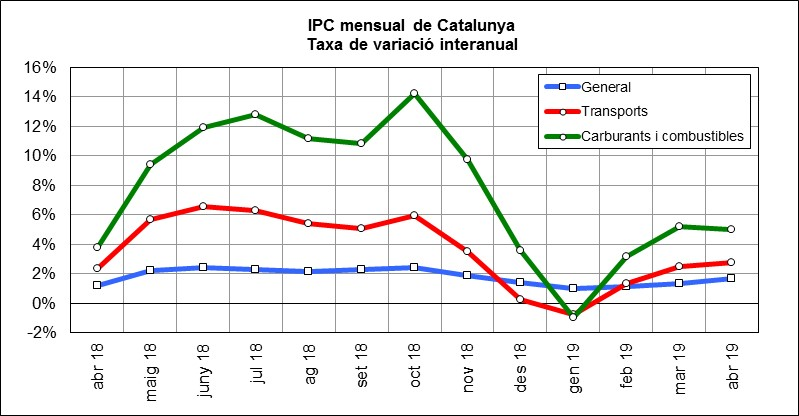 IPC mensual de Catalunya
Taxa de variació interanual
16%
14%
12%
10%
8%
6%
4%
2%
0%
-2%
General
Transports
Carburants i combustibles
abr 18
maig 18
juny 18
jul 18
ag 18
set 18
oct 18
nov 18
des 18
gen 19
feb 19
mar 19
abr 19